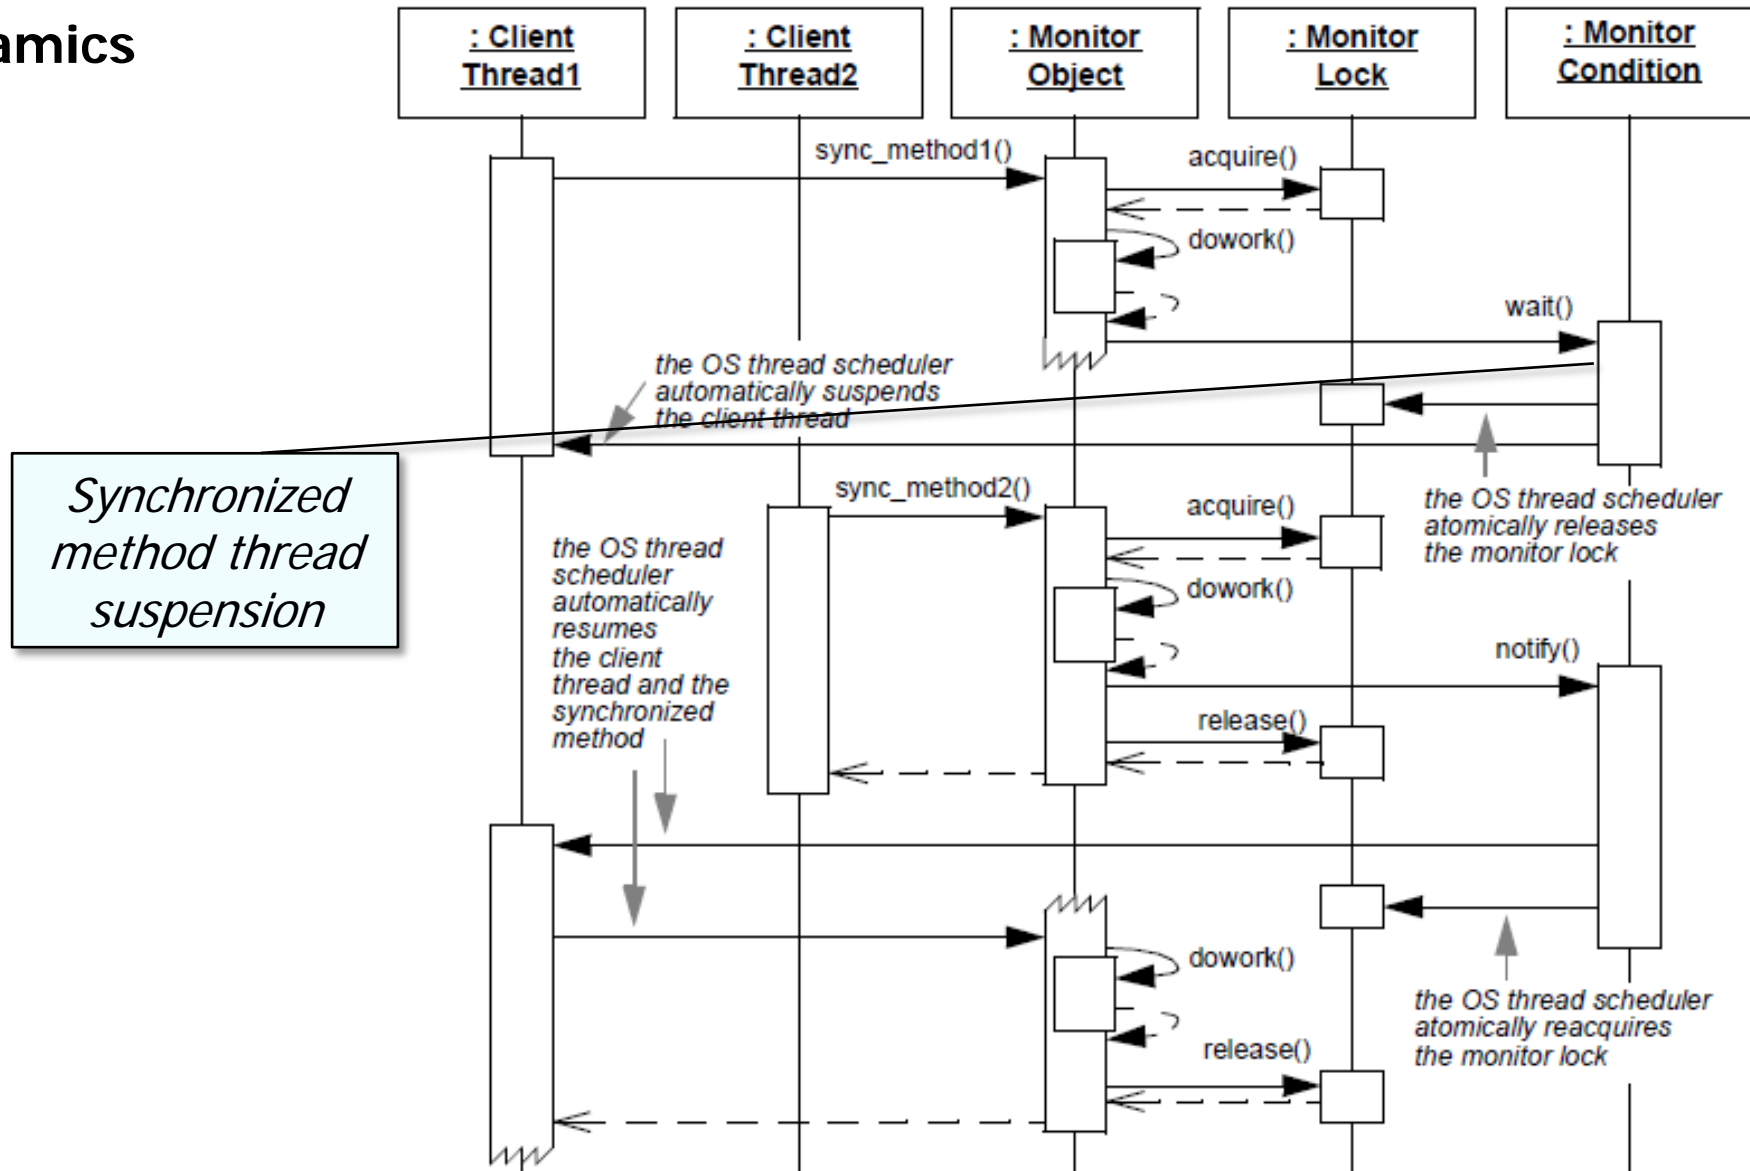 amics
: Client
Thread1
: Client
Thread2
: Monitor
Object
: Monitor
Lock
: Monitor
Condition
sync_method1()
acquire()
dowork()
wait()
the OS thread scheduler
automatically suspends
the client thread
Synchronized
method thread
suspension
sync_method2()
acquire()
the OS thread scheduler
atomically releases
the monitor lock
the OS thread
scheduler
automatically
resumes
the client
thread and the
synchronized
method
dowork()
notify()
release()
dowork()
the OS thread scheduler
atomically reacquires
the monitor lock
release()